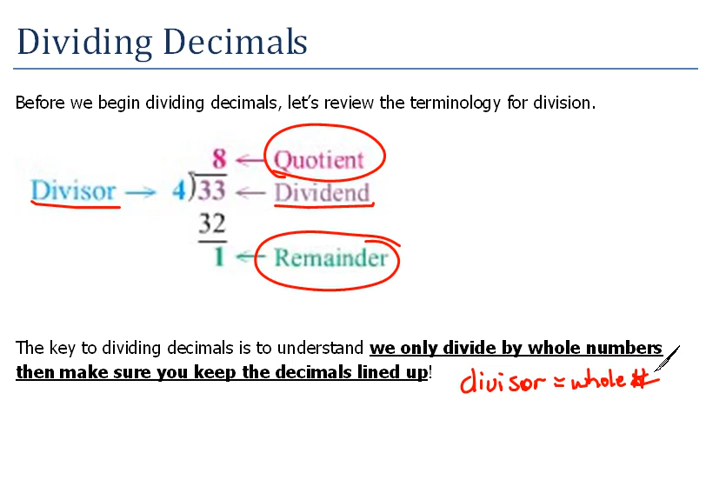 Dividing Decimals
Before we begin dividing decimals, let's review the terminology for division.
8 ← Quotient
Divisor → 4)33 ← Dividend
32
1 ← Remainder
The key to dividing decimals is to understand we only divide by whole numbers
then make sure you keep the decimals lined up!
divisor = whole #